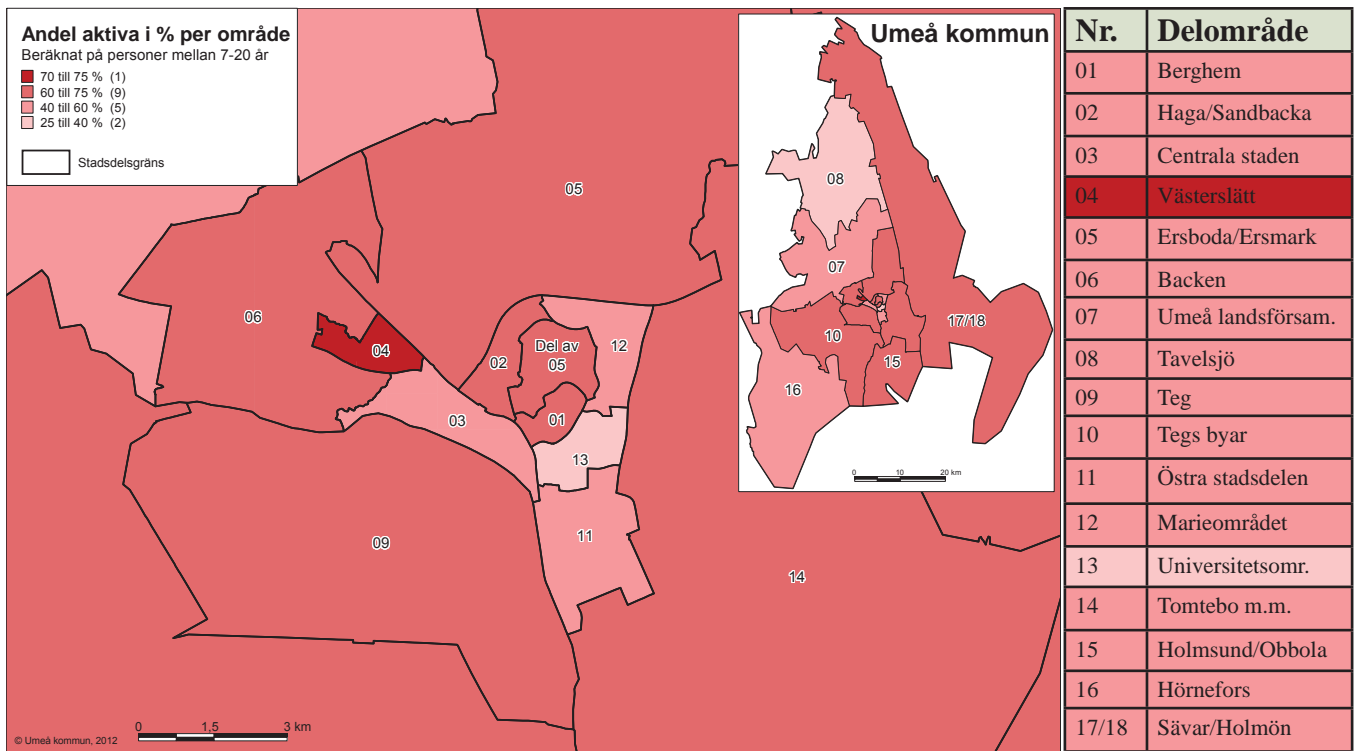 Andel aktiva i % per område
Beräknat på personer mellan 7-20 år
70 till 75 % (1)
60 till 75 % (9)
40 till 60 % (5)
25 till 40 % (2)
Stadsdelsgräns
05
06
04
02
Del av
05
12
03
01
13
09
11
14
0 1,5 3 km
© Umeå kommun, 2012
Umeå kommun
08
07
17/18
10
15
16
0 10 20 km
Nr. Delområde
01 Berghem
02 Haga/Sandbacka
03 Centrala staden
04 Västerslätt
05 Ersboda/Ersmark
06 Backen
07 Umeå landsförsam.
08 Tavelsjö
09 Teg
10 Tegs byar
11 Östra stadsdelen
12 Marieområdet
13 Universitetsomr.
14 Tomtebo m.m.
15 Holmsund/Obbola
16 Hörnefors
17/18 Sävar/Holmön